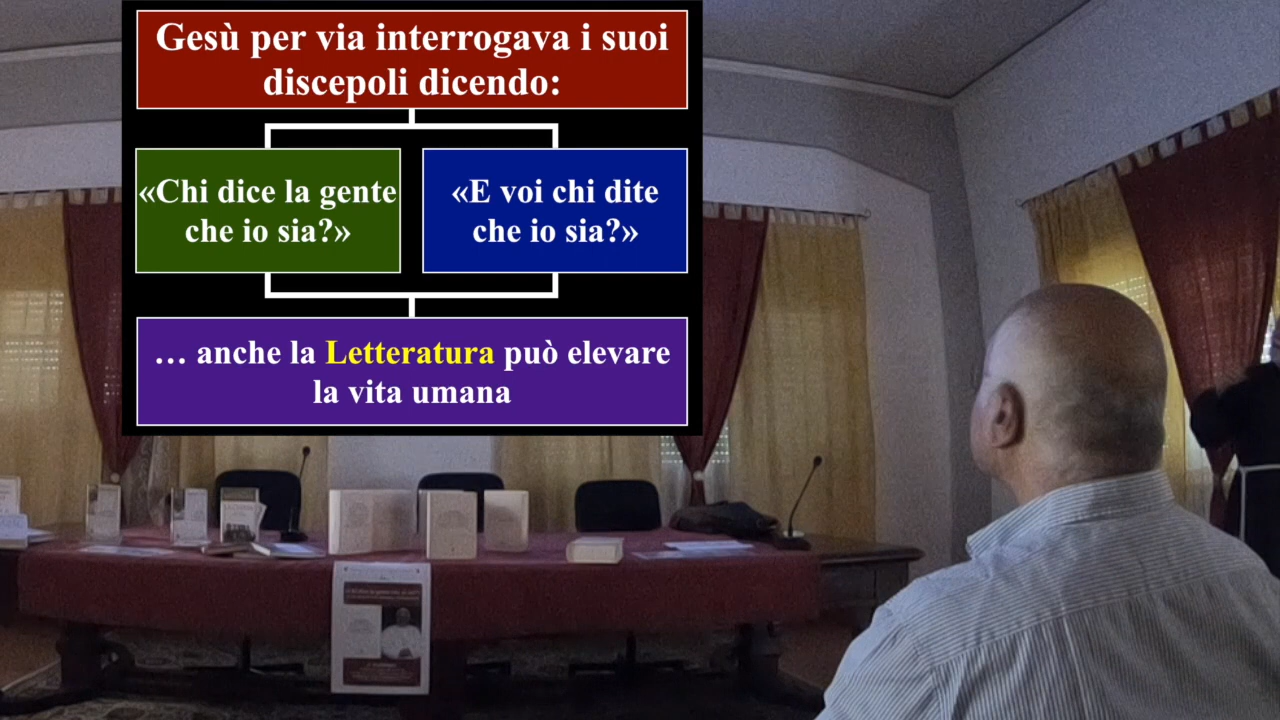 Gesù per via interrogava i suoi
discepoli dicendo:
«Chi dice la gente
che io sia?»
«E voi chi dite
che io sia?»
… anche la Letteratura può elevare
la vita umana